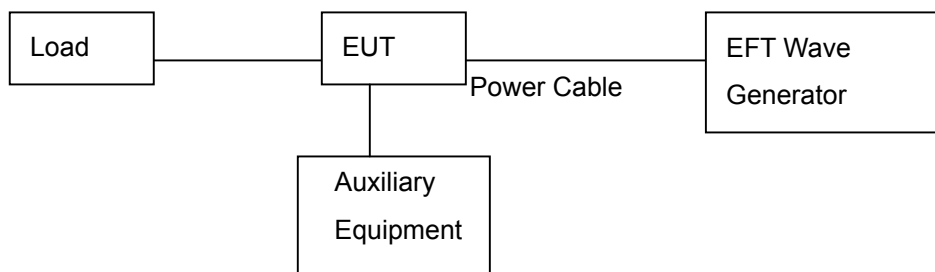 Load
EUT
EFT Wave
Generator
Power Cable
Auxiliary
Equipment